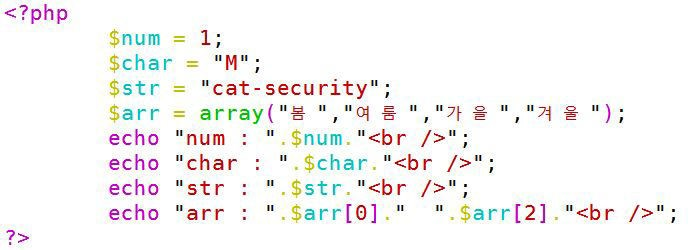 <?php
$num = 1;
$char = "M";
$str = "cat-security";
$arr = array("봄 ","여 름 ","가 을 ","겨 울 ");
echo "num : ".$num."<br />";
echo "char : ".$char."<br />";
echo "str : ".$str."<br />";
echo "arr : ".$arr[0]."  ".$arr[2]."<br />";
?>